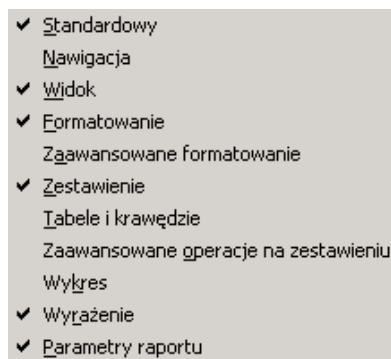 Standardowy
Nawigacja
Widok
Formatowanie
Zaawansowane formatowanie
Zestawienie
Tabele i krawędzie
Zaawansowane operacje na zestawieniu
Wykres
Wyrażenie
Parametry raportu